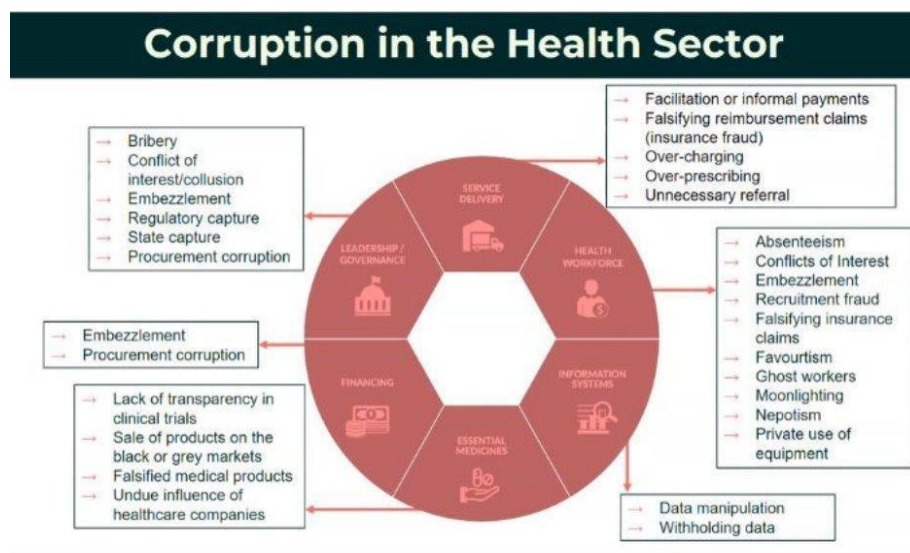 Corruption in the Health Sector
→ Facilitation or informal payments
→ Falsifying reimbursement claims
(insurance fraud)
→ Over-charging
→ Over-prescribing
→ Unnecessary referral
→ Bribery
→ Conflict of
interest/collusion
→ Embezzlement
→ Regulatory capture
→ State capture
→ Procurement corruption
SERVICE
DELIVERY
LEADERSHIP /
GOVERNANCE
HEALTH
WORKFORCE
→ Absenteeism
→ Conflicts of Interest
→ Embezzlement
→ Recruitment fraud
→ Falsifying insurance
claims
→ Favourtism
→ Ghost workers
→ Moonlighting
→ Nepotism
→ Private use of
equipment
→ Embezzlement
→ Procurement corruption
FINANCING
INFORMATION
SYSTEMS
→ Lack of transparency in
clinical trials
→ Sale of products on the
black or grey markets
→ Falsified medical products
→ Undue influence of
healthcare companies
ESSENTIAL
MEDICINES
→ Data manipulation
→ Withholding data